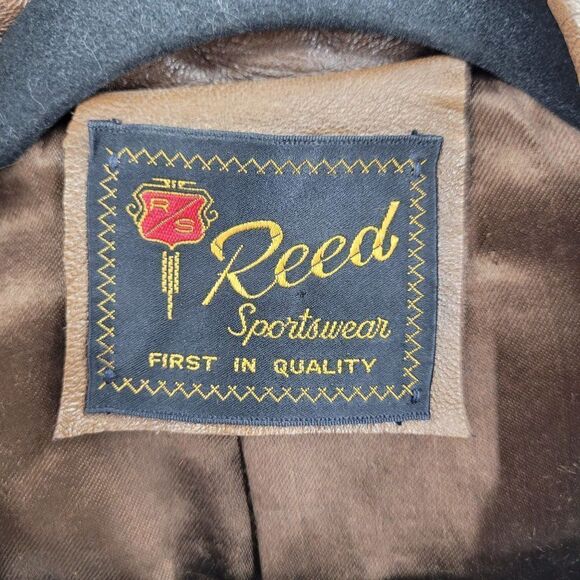 R/S
Reed
Sportswear
FIRST IN QUALITY